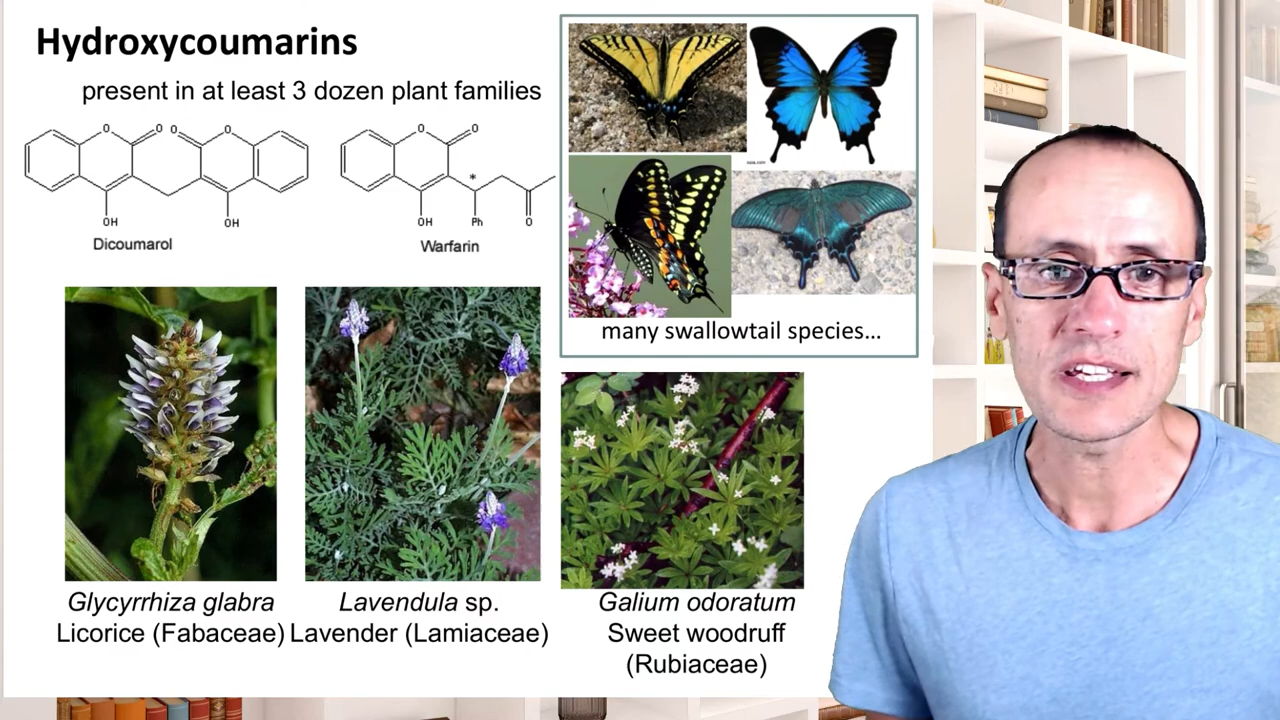 Hydroxycoumarins
present in at least 3 dozen plant families
O O O O
OH OH
Dicoumarol
O O
*
OH Ph O
Warfarin
many swallowtail species...
Glycyrrhiza glabra
Licorice (Fabaceae)
Lavendula sp.
Lavender (Lamiaceae)
Galium odoratum
Sweet woodruff
(Rubiaceae)